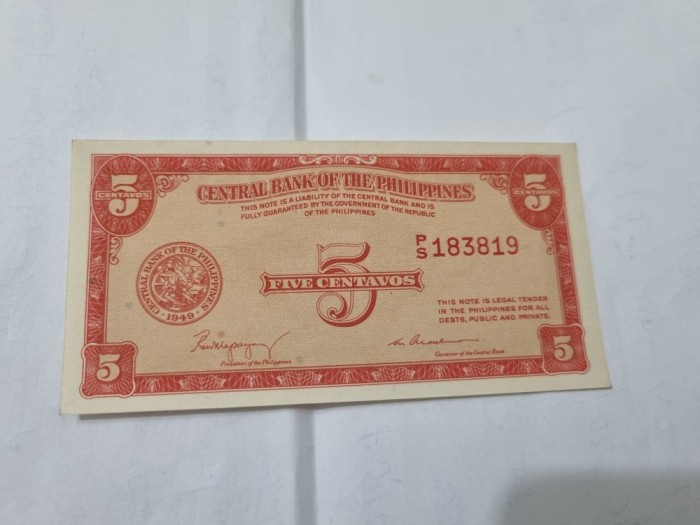 5
CENTAVOS
5
CENTAVOS
CENTRAL BANK OF THE PHILIPPINES
THIS NOTE IS A LIABILITY OF THE CENTRAL BANK AND IS
FULLY GUARANTEED BY THE GOVERNMENT OF THE REPUBLIC
OF THE PHILIPPINES
P/S 183819
CENTRAL BANK OF THE PHILIPPINES
1949
5
FIVE CENTAVOS
THIS NOTE IS LEGAL TENDER
IN THE PHILIPPINES FOR ALL
DEBTS, PUBLIC AND PRIVATE.
President of the Philippines
Governor of the Central Bank
5
5